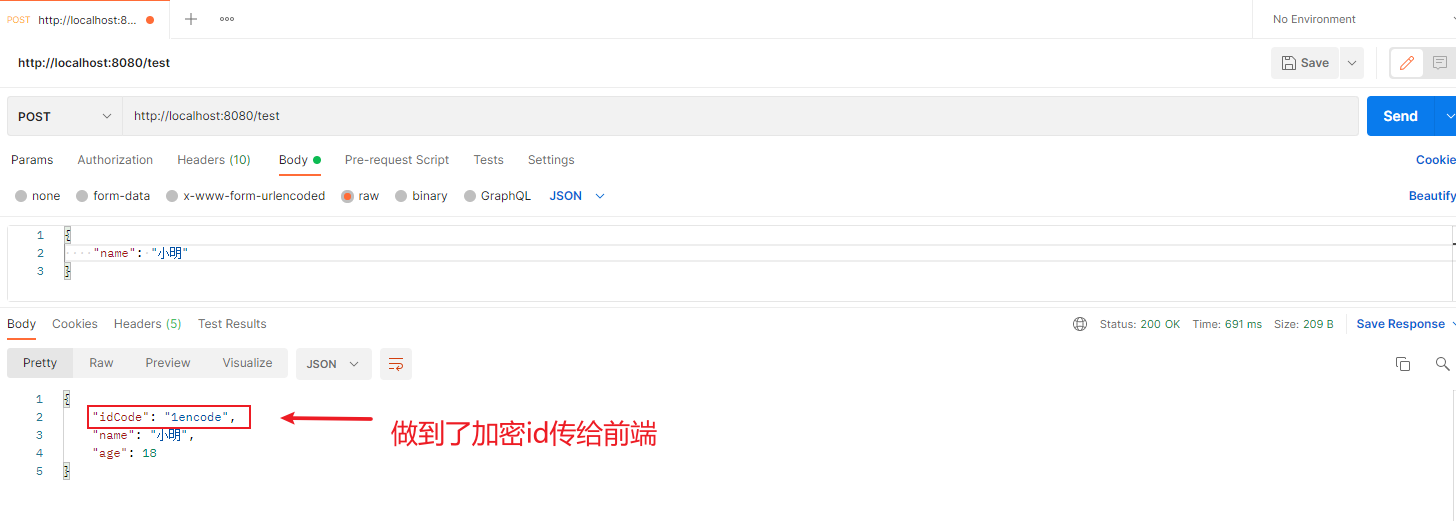 POST http://localhost:8... No Environment
http://localhost:8080/test Save
POST http://localhost:8080/test Send
Params Authorization Headers (10) Body Pre-request Script Tests Settings Cookie
none form-data x-www-form-urlencoded raw binary GraphQL JSON Beautify
1 {
2 ····"name":·"小明"
3 }
Body Cookies Headers (5) Test Results Status: 200 OK Time: 691 ms Size: 209 B Save Response
Pretty Raw Preview Visualize JSON
1 {
2 "idCode": "1encode",
3 "name": "小明",
4 "age": 18
5 }
做到了加密id传给前端